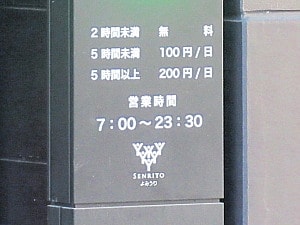 2時間未満 無 料
5時間未満 100円/日
5時間以上 200円/日
営業時間
7:00～23:30
SENRITO
よみうり